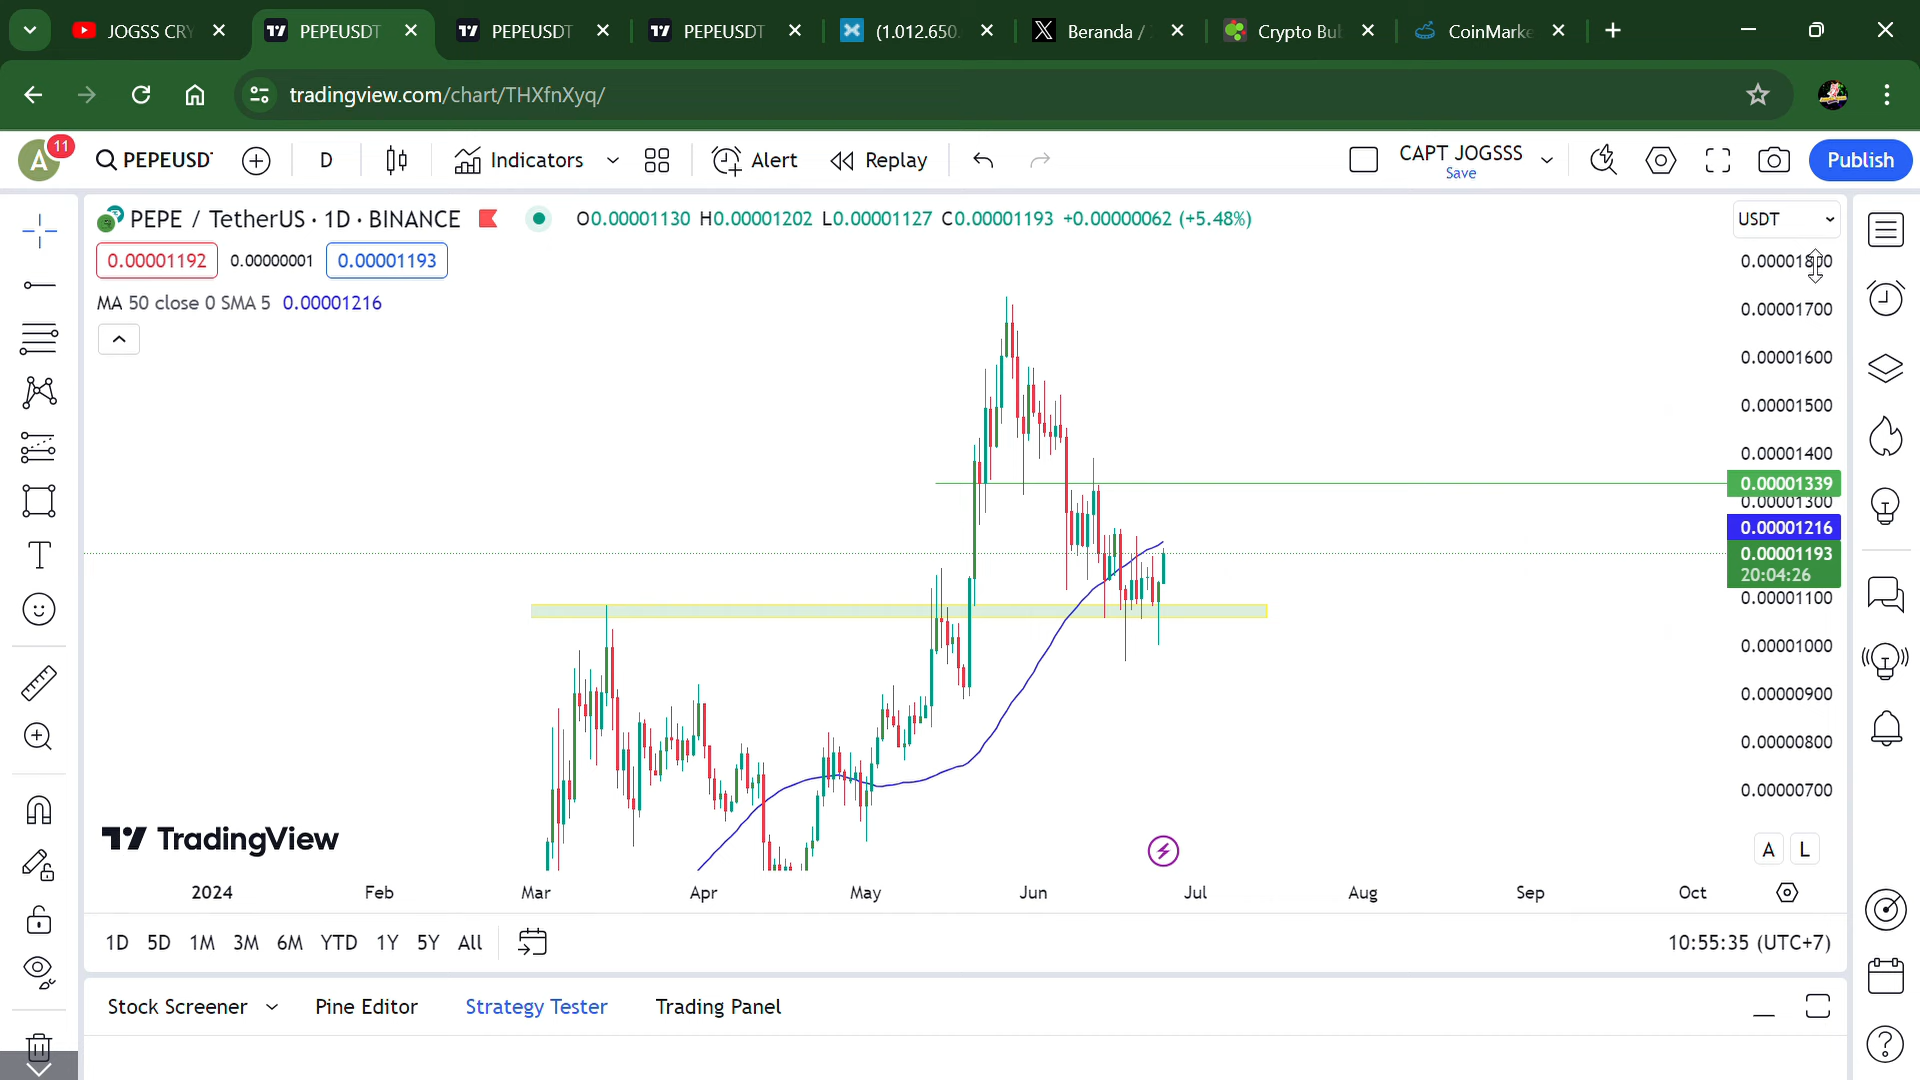 JOGSS CRY
PEPEUSDT
PEPEUSDT
PEPEUSDT
(1.012.650.
Beranda /
Crypto Bu
CoinMarke
tradingview.com/chart/THXfnXyq/
A
11
PEPEUSD
D
Indicators
Alert
Replay
CAPT JOGSSS
Save
Publish
PEPE / TetherUS · 1D · BINANCE
O0.00001130 H0.00001202 L0.00001127 C0.00001193 +0.00000062 (+5.48%)
USDT
0.00001192
0.00000001
0.00001193
MA 50 close 0 SMA 5 0.00001216
0.00001800
0.00001700
0.00001600
0.00001500
0.00001400
0.00001339
0.00001300
0.00001216
0.00001193
20:04:26
0.00001100
0.00001000
0.00000900
0.00000800
0.00000700
TradingView
A
L
2024 Feb Mar Apr May Jun Jul Aug Sep Oct
1D 5D 1M 3M 6M YTD 1Y 5Y All
10:55:35 (UTC+7)
Stock Screener
Pine Editor
Strategy Tester
Trading Panel